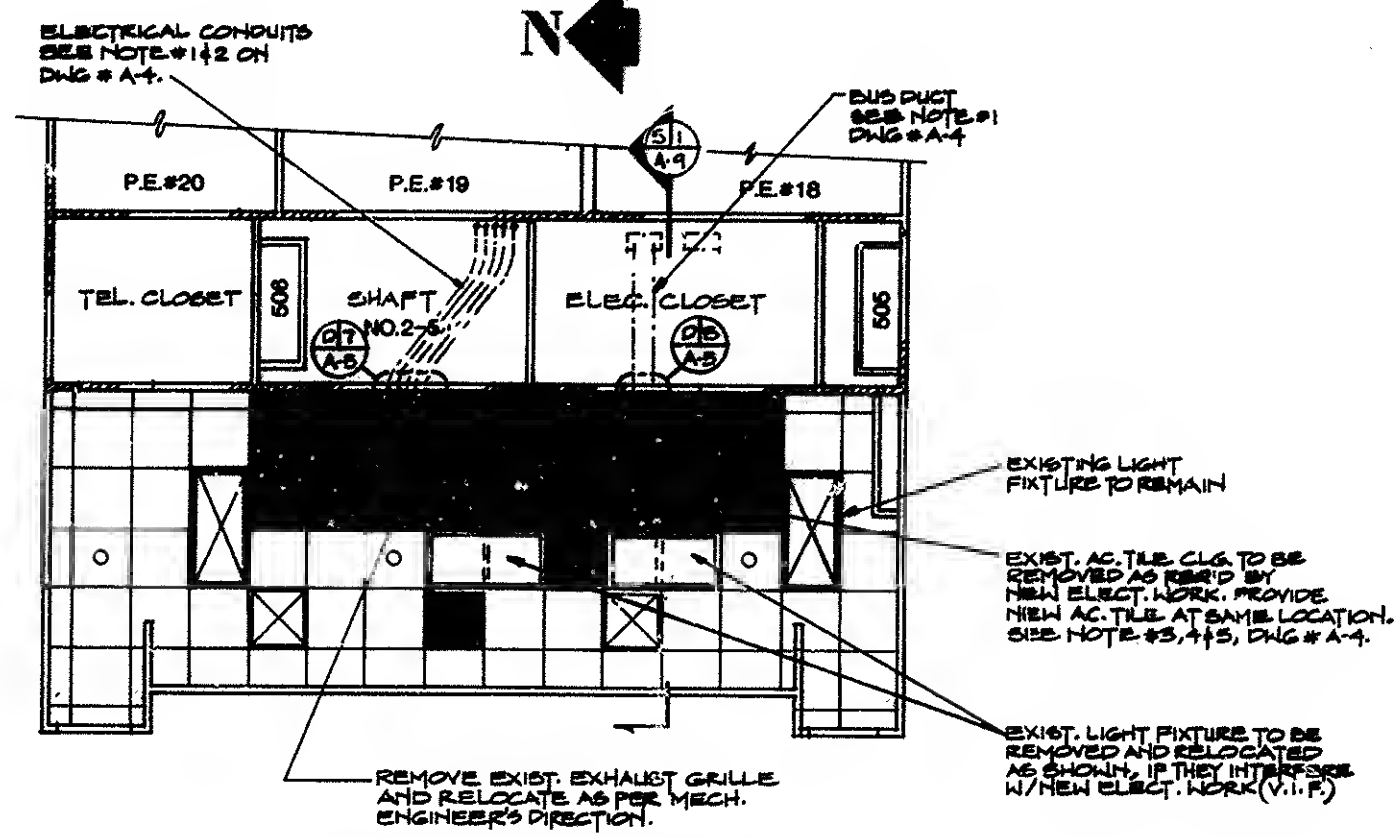 ELECTRICAL CONDUITS
SEE NOTE #1&2 ON
DWG # A-4.
N
BUS DUCT
SEE NOTE #1
DWG # A-4
S 1
A-9
P.E.#20
P.E.#19
P.E.#18
TEL. CLOSET
506
SHAFT
NO.2-5
ELEC. CLOSET
505
D 7
A-8
D 8
A-8
EXISTING LIGHT
FIXTURE TO REMAIN
EXIST. AC. TILE CLG. TO BE
REMOVED AS REQ'D BY
NEW ELECT. WORK. PROVIDE
NEW AC. TILE AT SAME LOCATION.
SEE NOTE #3,4&5, DWG # A-4.
EXIST. LIGHT FIXTURE TO BE
REMOVED AND RELOCATED
AS SHOWN, IF THEY INTERFERE
W/NEW ELECT. WORK (V.I.F.)
REMOVE EXIST. EXHAUST GRILLE
AND RELOCATE AS PER MECH.
ENGINEER'S DIRECTION.